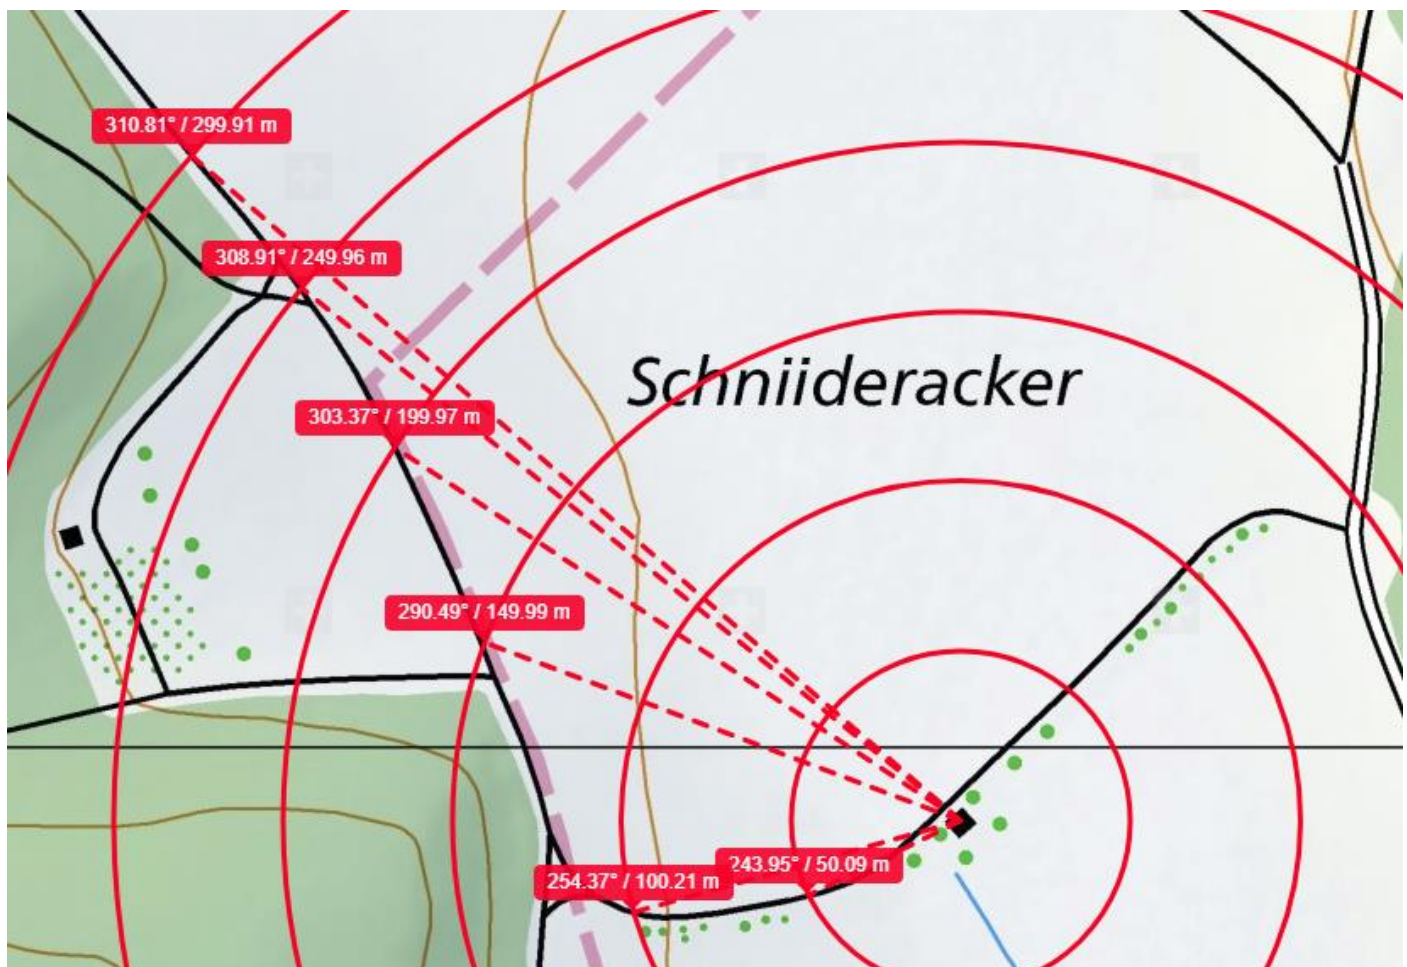 310.81° / 299.91 m
308.91° / 249.96 m
Schniideracker
303.37° / 199.97 m
290.49° / 149.99 m
243.95° / 50.09 m
254.37° / 100.21 m